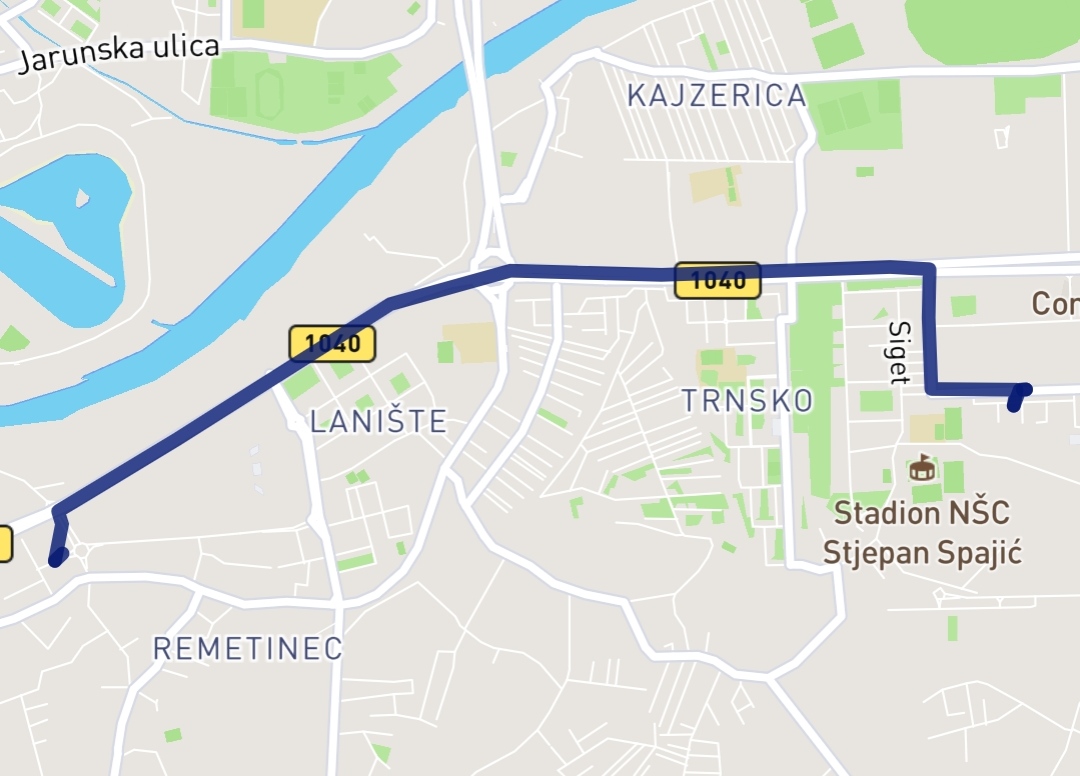 Jarunska ulica
KAJZERICA
1040
Siget
1040
TRNSKO
LANIŠTE
Stadion NŠC
Stjepan Spajić
REMETINEC